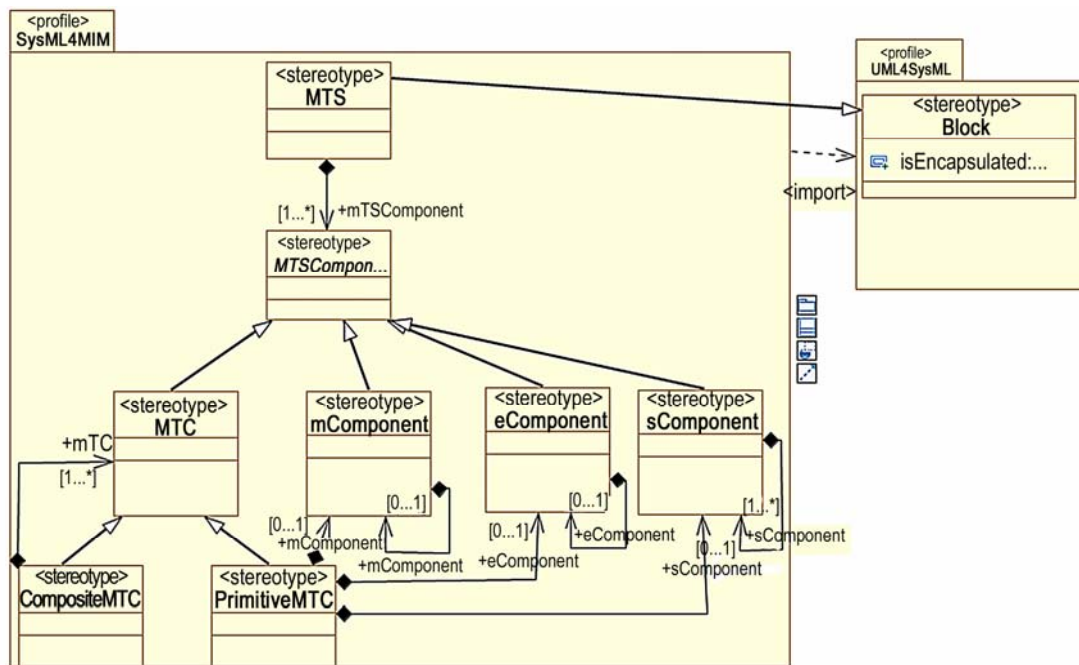 <profile>
SysML4MIM
<profile>
UML4SysML
<stereotype>
MTS
<stereotype>
Block
isEncapsulated:...
<import>
[1...*]
+mTSComponent
<stereotype>
MTSCompon...
<stereotype>
MTC
<stereotype>
mComponent
<stereotype>
eComponent
<stereotype>
sComponent
+mTC
[1...*]
[0...1]
[0...1]
[1...*]
[0...1]
+mComponent
+mComponent
[0...1]
+eComponent
+eComponent
[0...1]
+sComponent
+sComponent
<stereotype>
CompositeMTC
<stereotype>
PrimitiveMTC